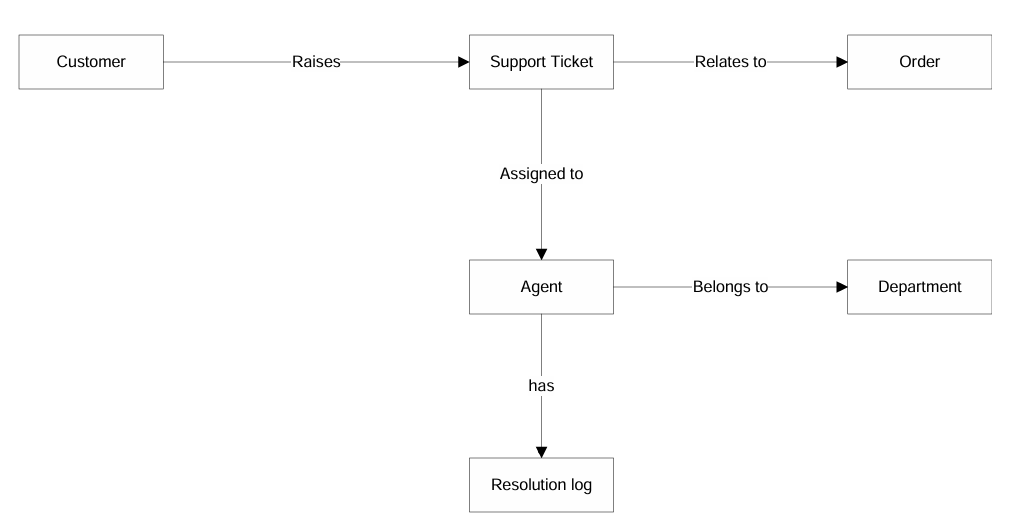 Customer
Raises
Support Ticket
Relates to
Order
Assigned to
Agent
Belongs to
Department
has
Resolution log